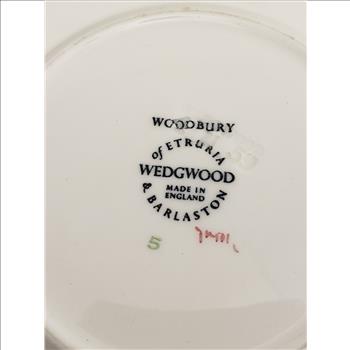 WOODBURY
of ETRURIA
WEDGWOOD
MADE IN
ENGLAND
& BARLASTON
5